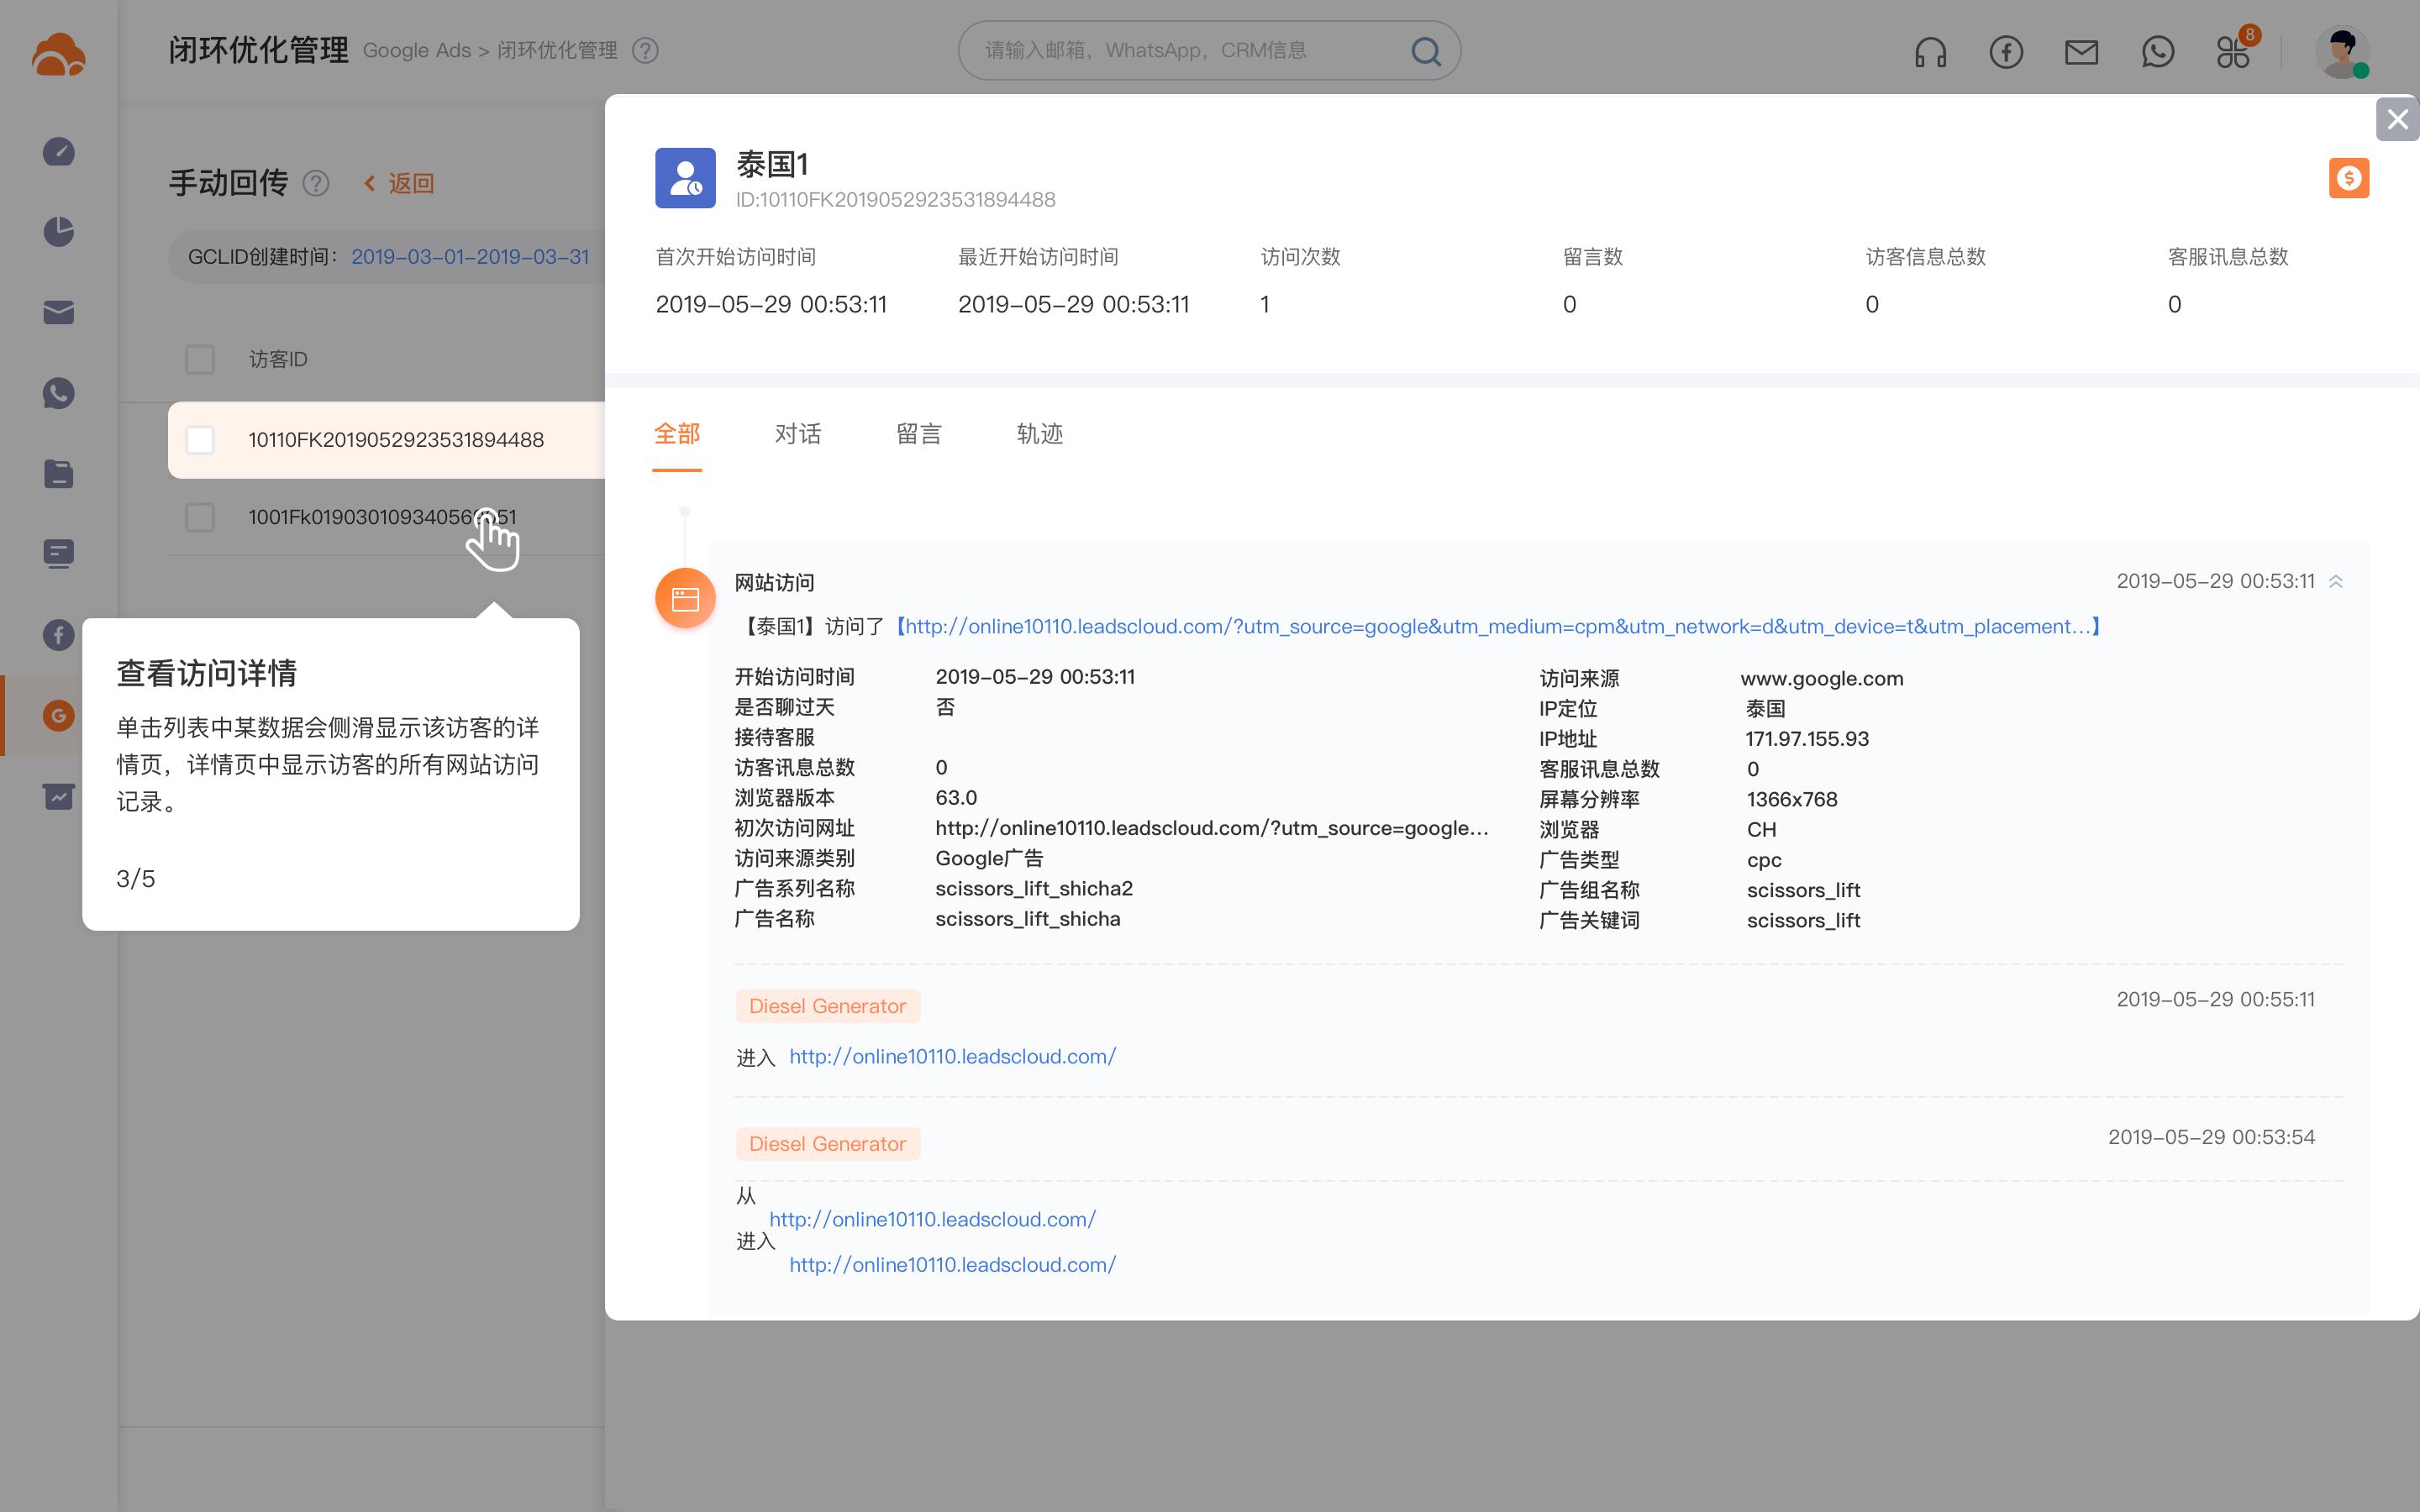 闭环优化管理 Google Ads > 闭环优化管理 ?
请输入邮箱，WhatsApp，CRM信息
8
手动回传 ? 返回
GCLID创建时间： 2019-03-01-2019-03-31
访客ID
10110FK2019052923531894488
查看访问详情
单击列表中某数据会侧滑显示该访客的详
情页，详情页中显示访客的所有网站访问
记录。
3/5
泰国1
ID:10110FK2019052923531894488
首次开始访问时间 最近开始访问时间 访问次数 留言数 访客信息总数 客服讯息总数
2019-05-29 00:53:11 2019-05-29 00:53:11 1 0 0 0
全部 对话 留言 轨迹
网站访问 2019-05-29 00:53:11
【泰国1】访问了【http://online10110.leadscloud.com/?utm_source=google&utm_medium=cpm&utm_network=d&utm_device=t&utm_placement...】
开始访问时间 2019-05-29 00:53:11 访问来源 www.google.com
是否聊过天 否 IP定位 泰国
接待客服 IP地址 171.97.155.93
访客讯息总数 0 客服讯息总数 0
浏览器版本 63.0 屏幕分辨率 1366x768
初次访问网址 http://online10110.leadscloud.com/?utm_source=google... 浏览器 CH
访问来源类别 Google广告 广告类型 cpc
广告系列名称 scissors_lift_shicha2 广告组名称 scissors_lift
广告名称 scissors_lift_shicha 广告关键词 scissors_lift
Diesel Generator 2019-05-29 00:55:11
进入 http://online10110.leadscloud.com/
Diesel Generator 2019-05-29 00:53:54
从
http://online10110.leadscloud.com/
进入
http://online10110.leadscloud.com/